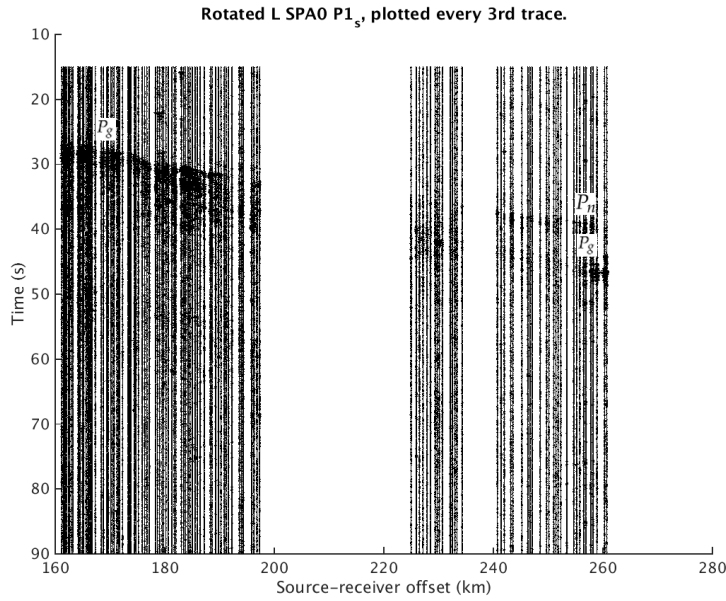 Rotated L SPA0 P1s, plotted every 3rd trace.
10
20
Pg
30
40
50
60
70
80
90
Pn
Pg
Time (s)
160 180 200 220 240 260 280
Source-receiver offset (km)